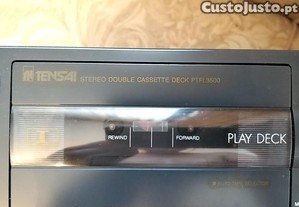 CustoJusto.pt
TENSAI STEREO DOUBLE CASSETTE DECK
I REWIND FORWARD PLAY DECK